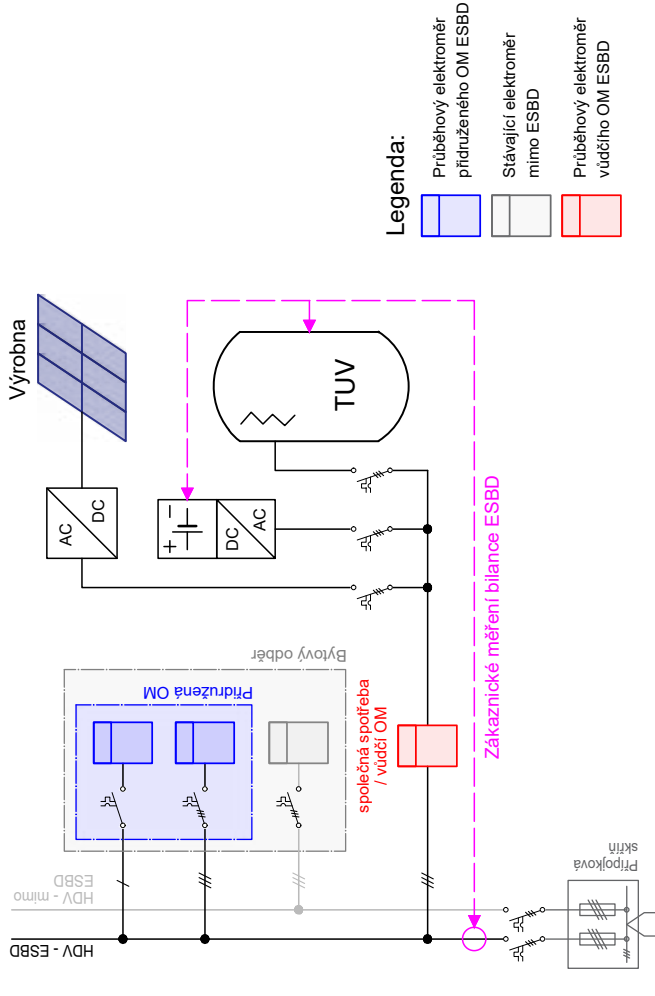 Výrobna
AC
DC
+
–
DC
AC
TUV
Zákaznické měření bilance ESBD
Bytový odběr
Přidružená OM
společná spotřeba
/ vůdčí OM
HDV - ESBD
HDV - mimo
ESBD
Přípojková
skříň
Legenda:
Průběhový elektroměr
přidruženého OM ESBD
Stávající elektroměr
mimo ESBD
Průběhový elektroměr
vůdčího OM ESBD